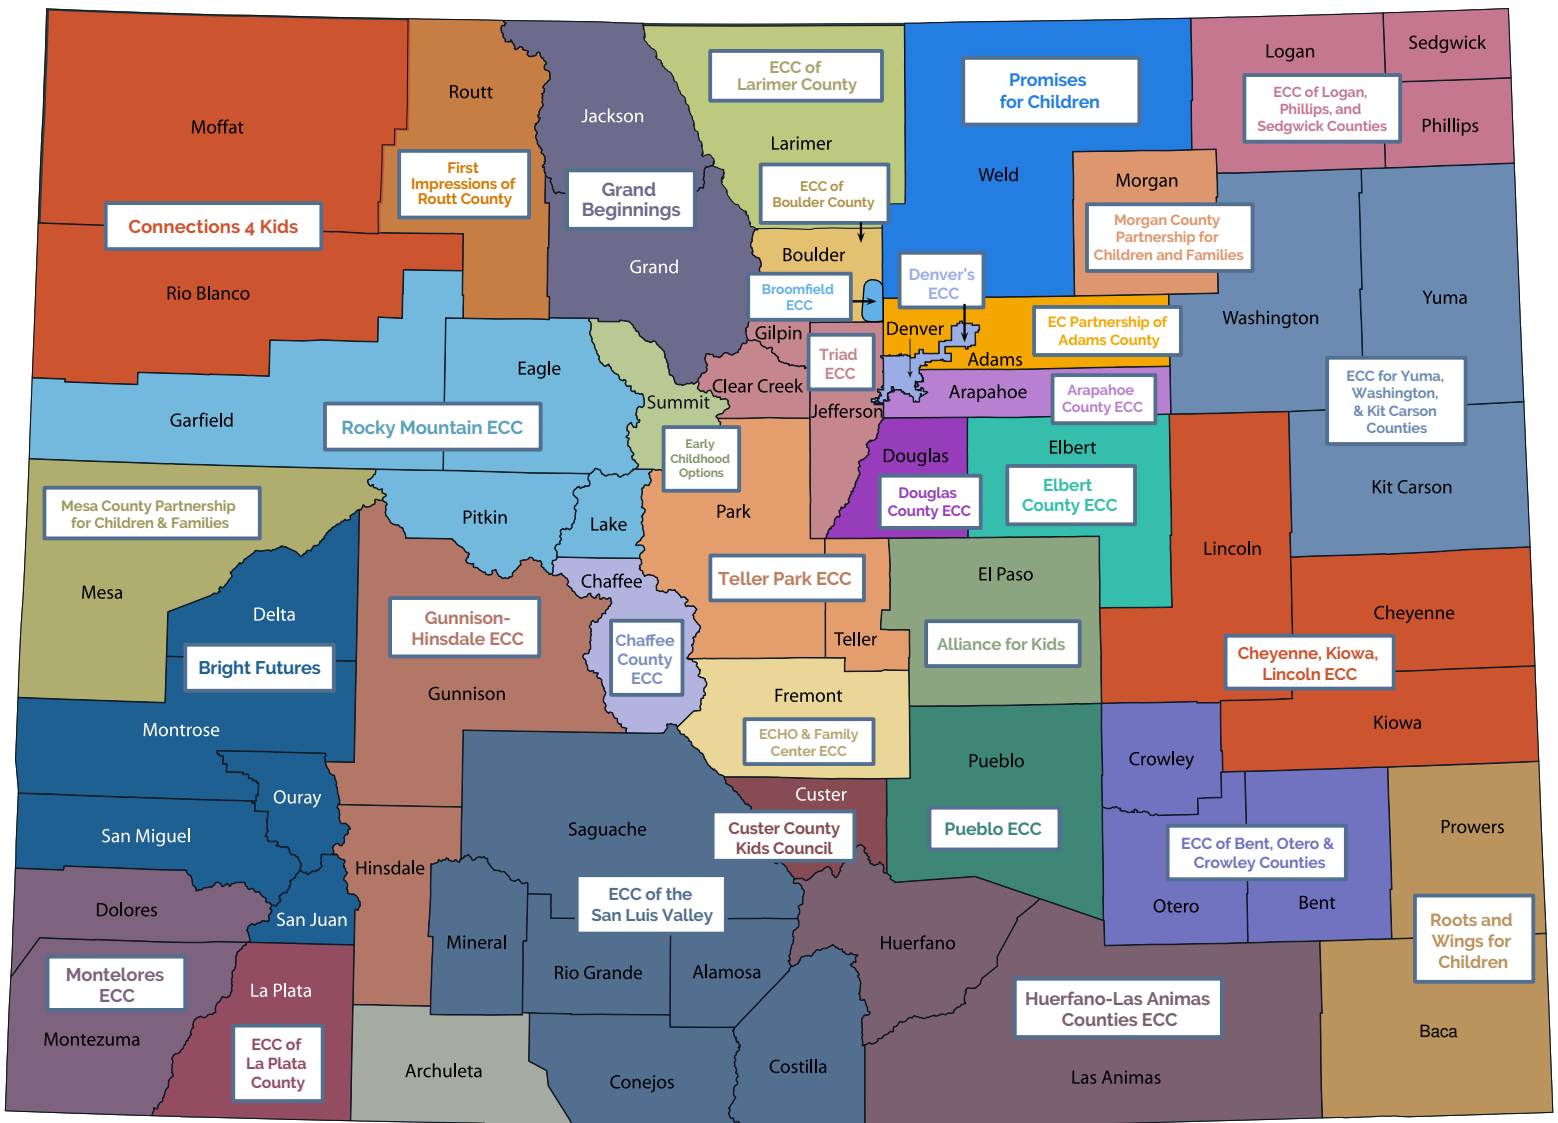 Moffat
Routt
Jackson
ECC of
Larimer County
Larimer
Promises
for Children
Weld
Logan
Sedgwick
ECC of Logan,
Phillips, and
Sedgwick Counties
Phillips
Connections 4 Kids
First
Impressions of
Routt County
Grand
Beginnings
Grand
ECC of
Boulder County
Boulder
Morgan
Morgan County
Partnership for
Children and Families
Rio Blanco
Broomfield
ECC
Denver's
ECC
Washington
Yuma
Gilpin
Triad
ECC
Denver
Adams
EC Partnership of
Adams County
Eagle
Garfield
Rocky Mountain ECC
Summit
Early
Childhood
Options
Clear Creek
Jefferson
Arapahoe
Arapahoe
County ECC
ECC for Yuma,
Washington,
& Kit Carson
Counties
Kit Carson
Mesa County Partnership
for Children & Families
Mesa
Pitkin
Lake
Park
Douglas
Douglas
County ECC
Elbert
Elbert
County ECC
Lincoln
Delta
Bright Futures
Gunnison-
Hinsdale ECC
Gunnison
Chaffee
Chaffee
County
ECC
Teller Park ECC
Teller
El Paso
Alliance for Kids
Cheyenne
Cheyenne, Kiowa,
Lincoln ECC
Kiowa
Montrose
Fremont
ECHO & Family
Center ECC
Pueblo
Pueblo ECC
Crowley
Ouray
San Miguel
Hinsdale
Saguache
Custer
Custer County
Kids Council
ECC of Bent, Otero &
Crowley Counties
Otero
Bent
Prowers
Dolores
San Juan
Mineral
ECC of the
San Luis Valley
Rio Grande
Alamosa
Huerfano
Roots and
Wings for
Children
Montelores
ECC
Montezuma
La Plata
ECC of
La Plata
County
Archuleta
Conejos
Costilla
Huerfano-Las Animas
Counties ECC
Las Animas
Baca